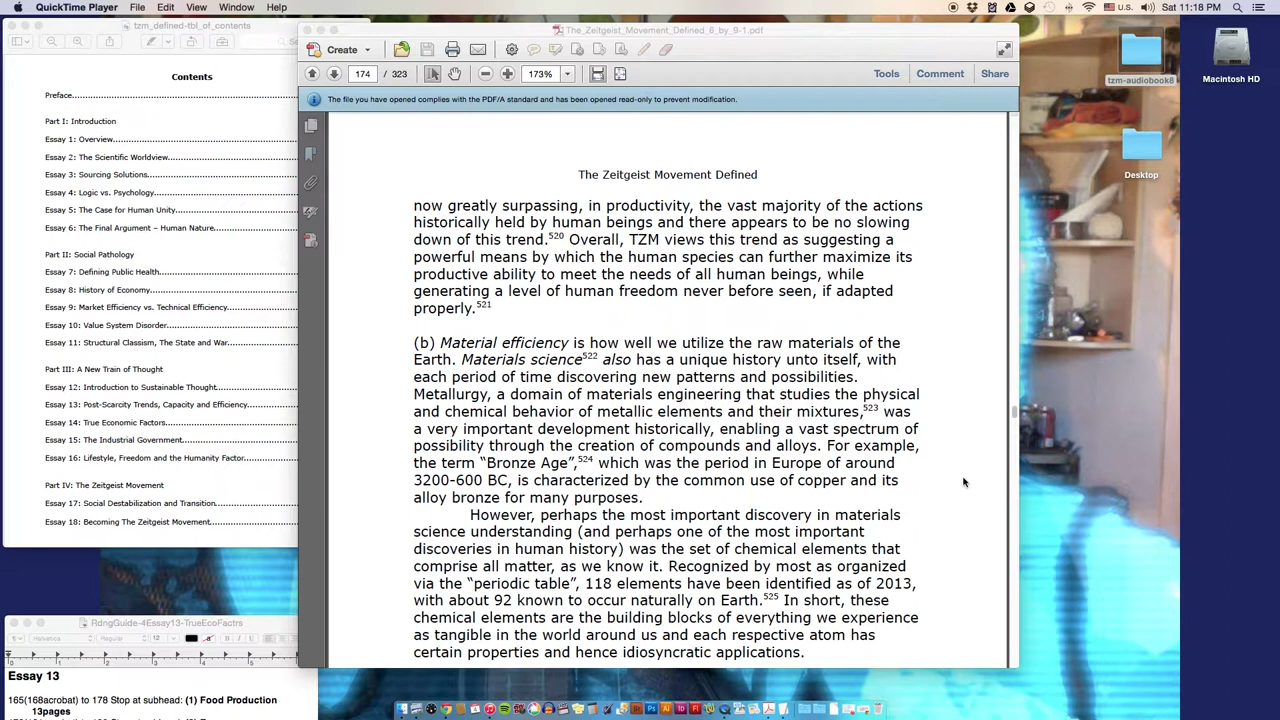 QuickTime Player File Edit View Window Help
U.S. Sat 11:18 PM
tzm_defined-tbl_of_contents
Contents
Preface
Part I: Introduction
Essay 1: Overview
Essay 2: The Scientific Worldview
Essay 3: Sourcing Solutions
Essay 4: Logic vs. Psychology
Essay 5: The Case for Human Unity
Essay 6: The Final Argument – Human Nature
Part II: Social Pathology
Essay 7: Defining Public Health
Essay 8: History of Economy
Essay 9: Market Efficiency vs. Technical Efficiency
Essay 10: Value System Disorder
Essay 11: Structural Classism, The State and War
Part III: A New Train of Thought
Essay 12: Introduction to Sustainable Thought
Essay 13: Post-Scarcity Trends, Capacity and Efficiency
Essay 14: True Economic Factors
Essay 15: The Industrial Government
Essay 16: Lifestyle, Freedom and the Humanity Factor
Part IV: The Zeitgeist Movement
Essay 17: Social Destabilization and Transition
Essay 18: Becoming The Zeitgeist Movement
The_Zeitgeist_Movement_Defined_6_by_9-1.pdf
Create
174 / 323 173% Tools Comment Share
The file you have opened complies with the PDF/A standard and has been opened read-only to prevent modification.
The Zeitgeist Movement Defined
now greatly surpassing, in productivity, the vast majority of the actions
historically held by human beings and there appears to be no slowing
down of this trend.520 Overall, TZM views this trend as suggesting a
powerful means by which the human species can further maximize its
productive ability to meet the needs of all human beings, while
generating a level of human freedom never before seen, if adapted
properly.521
(b) Material efficiency is how well we utilize the raw materials of the
Earth. Materials science522 also has a unique history unto itself, with
each period of time discovering new patterns and possibilities.
Metallurgy, a domain of materials engineering that studies the physical
and chemical behavior of metallic elements and their mixtures,523 was
a very important development historically, enabling a vast spectrum of
possibility through the creation of compounds and alloys. For example,
the term “Bronze Age”,524 which was the period in Europe of around
3200-600 BC, is characterized by the common use of copper and its
alloy bronze for many purposes.
However, perhaps the most important discovery in materials
science understanding (and perhaps one of the most important
discoveries in human history) was the set of chemical elements that
comprise all matter, as we know it. Recognized by most as organized
via the “periodic table”, 118 elements have been identified as of 2013,
with about 92 known to occur naturally on Earth.525 In short, these
chemical elements are the building blocks of everything we experience
as tangible in the world around us and each respective atom has
certain properties and hence idiosyncratic applications.
tzm-audiobook8
Macintosh HD
Desktop
RdngGuide-4Essay13-TrueEcoFactrs
Helvetica Regular 12 B I U
0 1 2 3 4 5
Essay 13
165(168acrobat) to 178 Stop at subhead: (1) Food Production
13pages